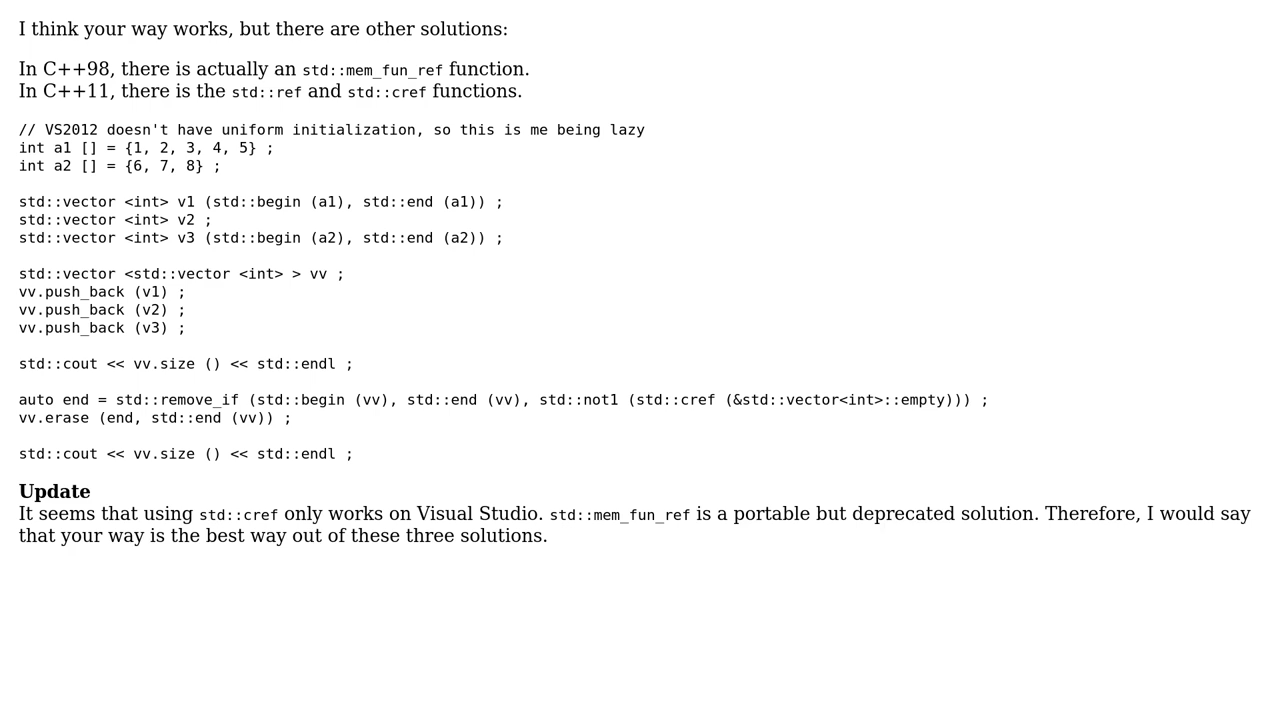 I think your way works, but there are other solutions:
In C++98, there is actually an std::mem_fun_ref function.
In C++11, there is the std::ref and std::cref functions.
// VS2012 doesn't have uniform initialization, so this is me being lazy
int a1 [] = {1, 2, 3, 4, 5} ;
int a2 [] = {6, 7, 8} ;
std::vector <int> v1 (std::begin (a1), std::end (a1)) ;
std::vector <int> v2 ;
std::vector <int> v3 (std::begin (a2), std::end (a2)) ;
std::vector <std::vector <int> > vv ;
vv.push_back (v1) ;
vv.push_back (v2) ;
vv.push_back (v3) ;
std::cout << vv.size () << std::endl ;
auto end = std::remove_if (std::begin (vv), std::end (vv), std::not1 (std::cref (&std::vector<int>::empty))) ;
vv.erase (end, std::end (vv)) ;
std::cout << vv.size () << std::endl ;
Update
It seems that using std::cref only works on Visual Studio. std::mem_fun_ref is a portable but deprecated solution. Therefore, I would say
that your way is the best way out of these three solutions.